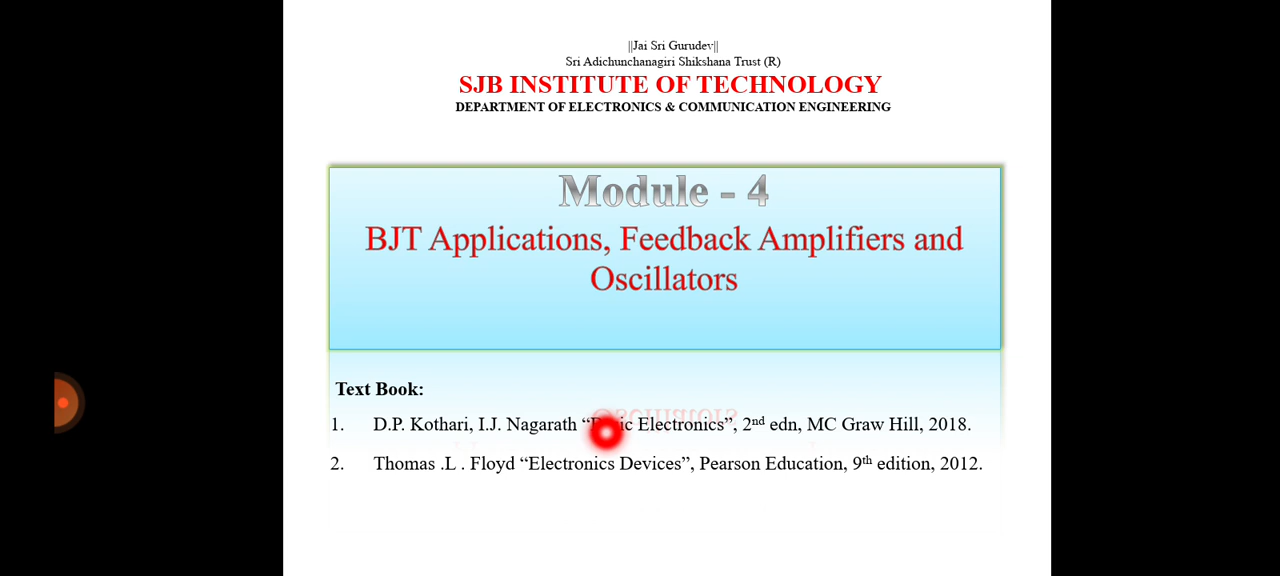 ||Jai Sri Gurudev||
Sri Adichunchanagiri Shikshana Trust (R)
SJB INSTITUTE OF TECHNOLOGY
DEPARTMENT OF ELECTRONICS & COMMUNICATION ENGINEERING
Module - 4
BJT Applications, Feedback Amplifiers and
Oscillators
Text Book:
1. D.P. Kothari, I.J. Nagarath “ Electronics”, 2nd edn, MC Graw Hill, 2018.
2. Thomas .L . Floyd “Electronics Devices”, Pearson Education, 9th edition, 2012.